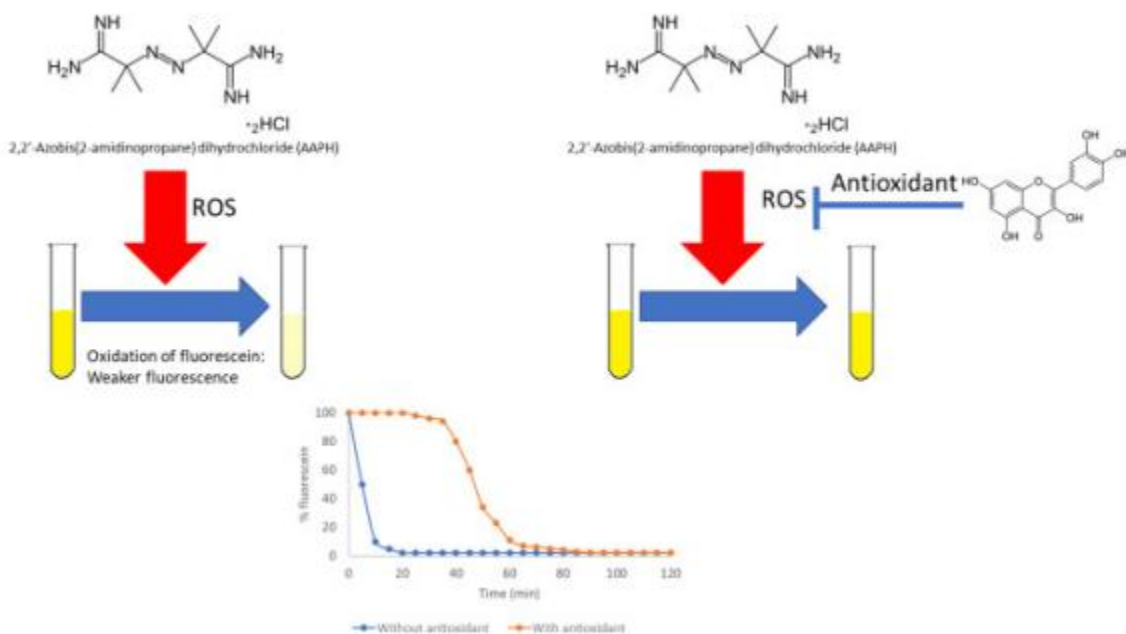 NH
H₂N
N
N
NH₂
NH
•₂HCl
2,2'-Azobis(2-amidinopropane) dihydrochloride (AAPH)
ROS
Oxidation of fluorescein:
Weaker fluorescence
NH
H₂N
N
N
NH₂
NH
•₂HCl
2,2'-Azobis(2-amidinopropane) dihydrochloride (AAPH)
ROS
Antioxidant
OH
OH
HO
O
OH
OH
O
% fluorescein
100
80
60
40
20
0
0 20 40 60 80 100 120
Time (min)
Without antioxidant With antioxidant